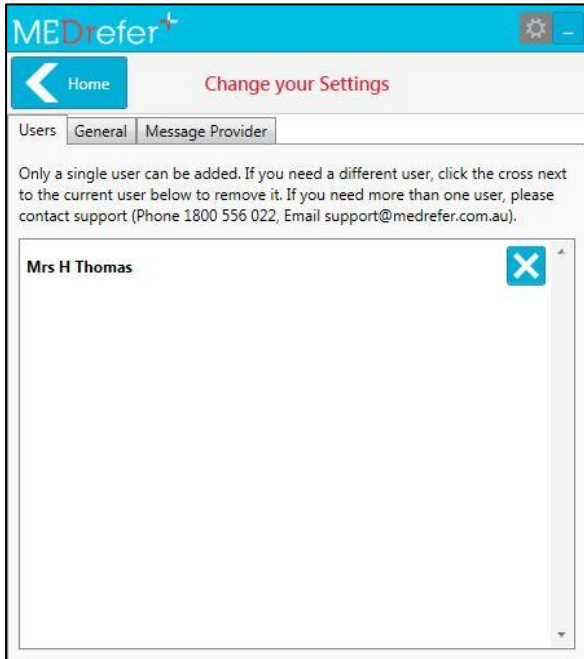 MEDrefer
Home
Change your Settings
Users General Message Provider
Only a single user can be added. If you need a different user, click the cross next
to the current user below to remove it. If you need more than one user, please
contact support (Phone 1800 556 022, Email support@medrefer.com.au).
Mrs H Thomas